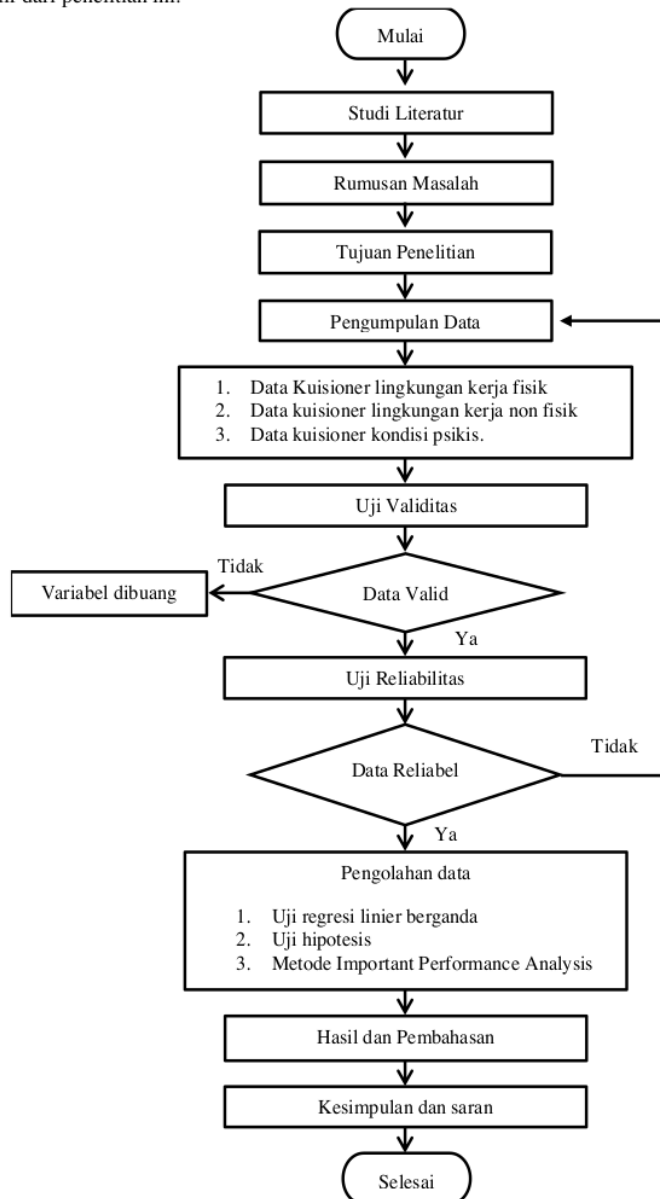 dari penelitian ini.
Mulai
Studi Literatur
Rumusan Masalah
Tujuan Penelitian
Pengumpulan Data
1. Data Kuisioner lingkungan kerja fisik
2. Data kuisioner lingkungan kerja non fisik
3. Data kuisioner kondisi psikis.
Uji Validitas
Tidak
Variabel dibuang
Data Valid
Ya
Uji Reliabilitas
Tidak
Data Reliabel
Ya
Pengolahan data
1. Uji regresi linier berganda
2. Uji hipotesis
3. Metode Important Performance Analysis
Hasil dan Pembahasan
Kesimpulan dan saran
Selesai